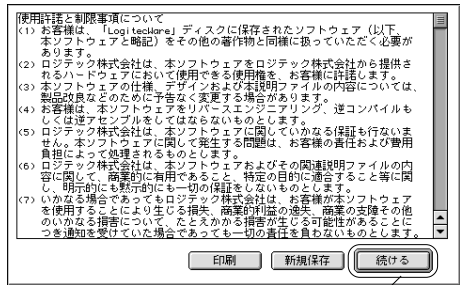 使用許諾と制限事項について
(1) お客様は、「LogitecWare」ディスクに保存されたソフトウェア（以下、
本ソフトウェアと略記）をその他の著作物と同様に扱っていただく必要が
あります。
(2) ロジテック株式会社は、本ソフトウェアをロジテック株式会社から提供さ
れるハードウェアにおいて使用できる使用権を、お客様に許諾します。
(3) 本ソフトウェアの仕様、デザインおよび本説明ファイルの内容については、
製品改良などのために予告なく変更する場合があります。
(4) お客様は、本ソフトウェアをリバースエンジニアリング、逆コンパイルも
しくは逆アセンブルをしてはならないものとします。
(5) ロジテック株式会社は、本ソフトウェアに関していかなる保証も行ないま
せん。本ソフトウェアに関して発生する問題は、お客様の責任および費用
負担によって処理されるものとします。
(6) ロジテック株式会社は、本ソフトウェアおよびその関連説明ファイルの内
容に関して、商業的に有用であること、特定の目的に適合すること等に関
し、明示的にも黙示的にも一切の保証をしないものとします。
(7) いかなる場合であってもロジテック株式会社は、お客様が本ソフトウェア
を使用することにより生じる損失、商業的利益の逸失、商業の支障その他
のいかなる損害について、たとえかかる損害が生じる可能性があることに
つき通知を受けていた場合であっても一切の責任を負わないものとします。
印刷 新規保存 続ける